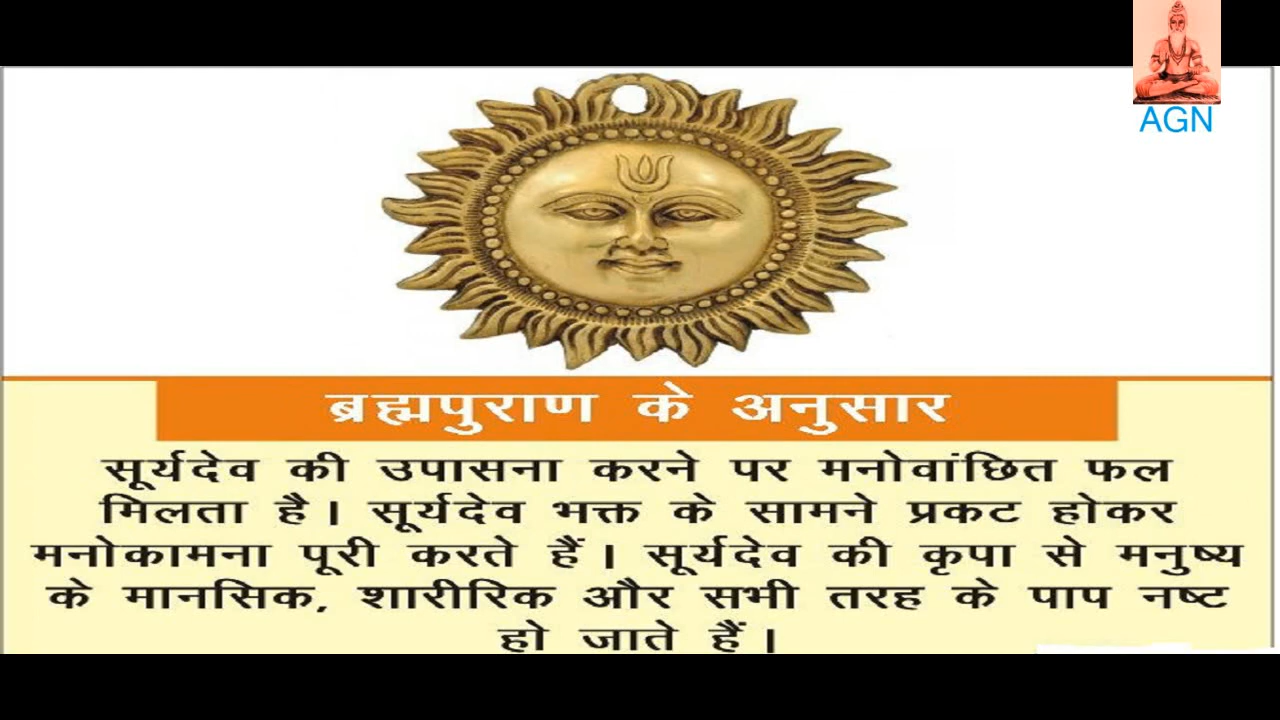 AGN
ब्रह्मपुराण के अनुसार
सूर्यदेव की उपासना करने पर मनोवांछित फल
मिलता है। सूर्यदेव भक्त के सामने प्रकट होकर
मनोकामना पूरी करते हैं। सूर्यदेव की कृपा से मनुष्य
के मानसिक, शारीरिक और सभी तरह के पाप नष्ट
हो जाते हैं।